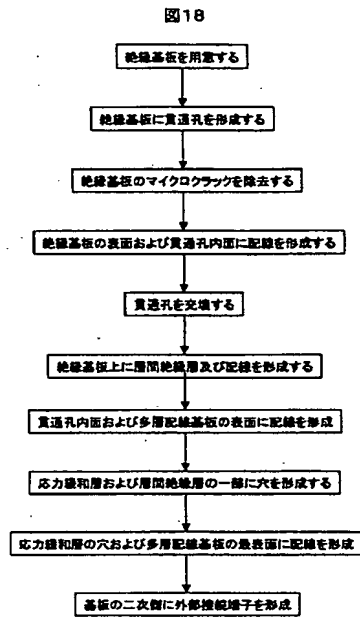 図18
絶縁基板を用意する
絶縁基板に貫通孔を形成する
絶縁基板のマイクロクラックを除去する
絶縁基板の表面および貫通孔内面に配線を形成する
貫通孔を充填する
絶縁基板上に層間絶縁層及び配線を形成する
貫通孔内面および多層配線基板の表面に配線を形成
応力緩和層および層間絶縁層の一部に穴を形成する
応力緩和層の穴および多層配線基板の最表面に配線を形成
基板の二次側に外部接続端子を形成